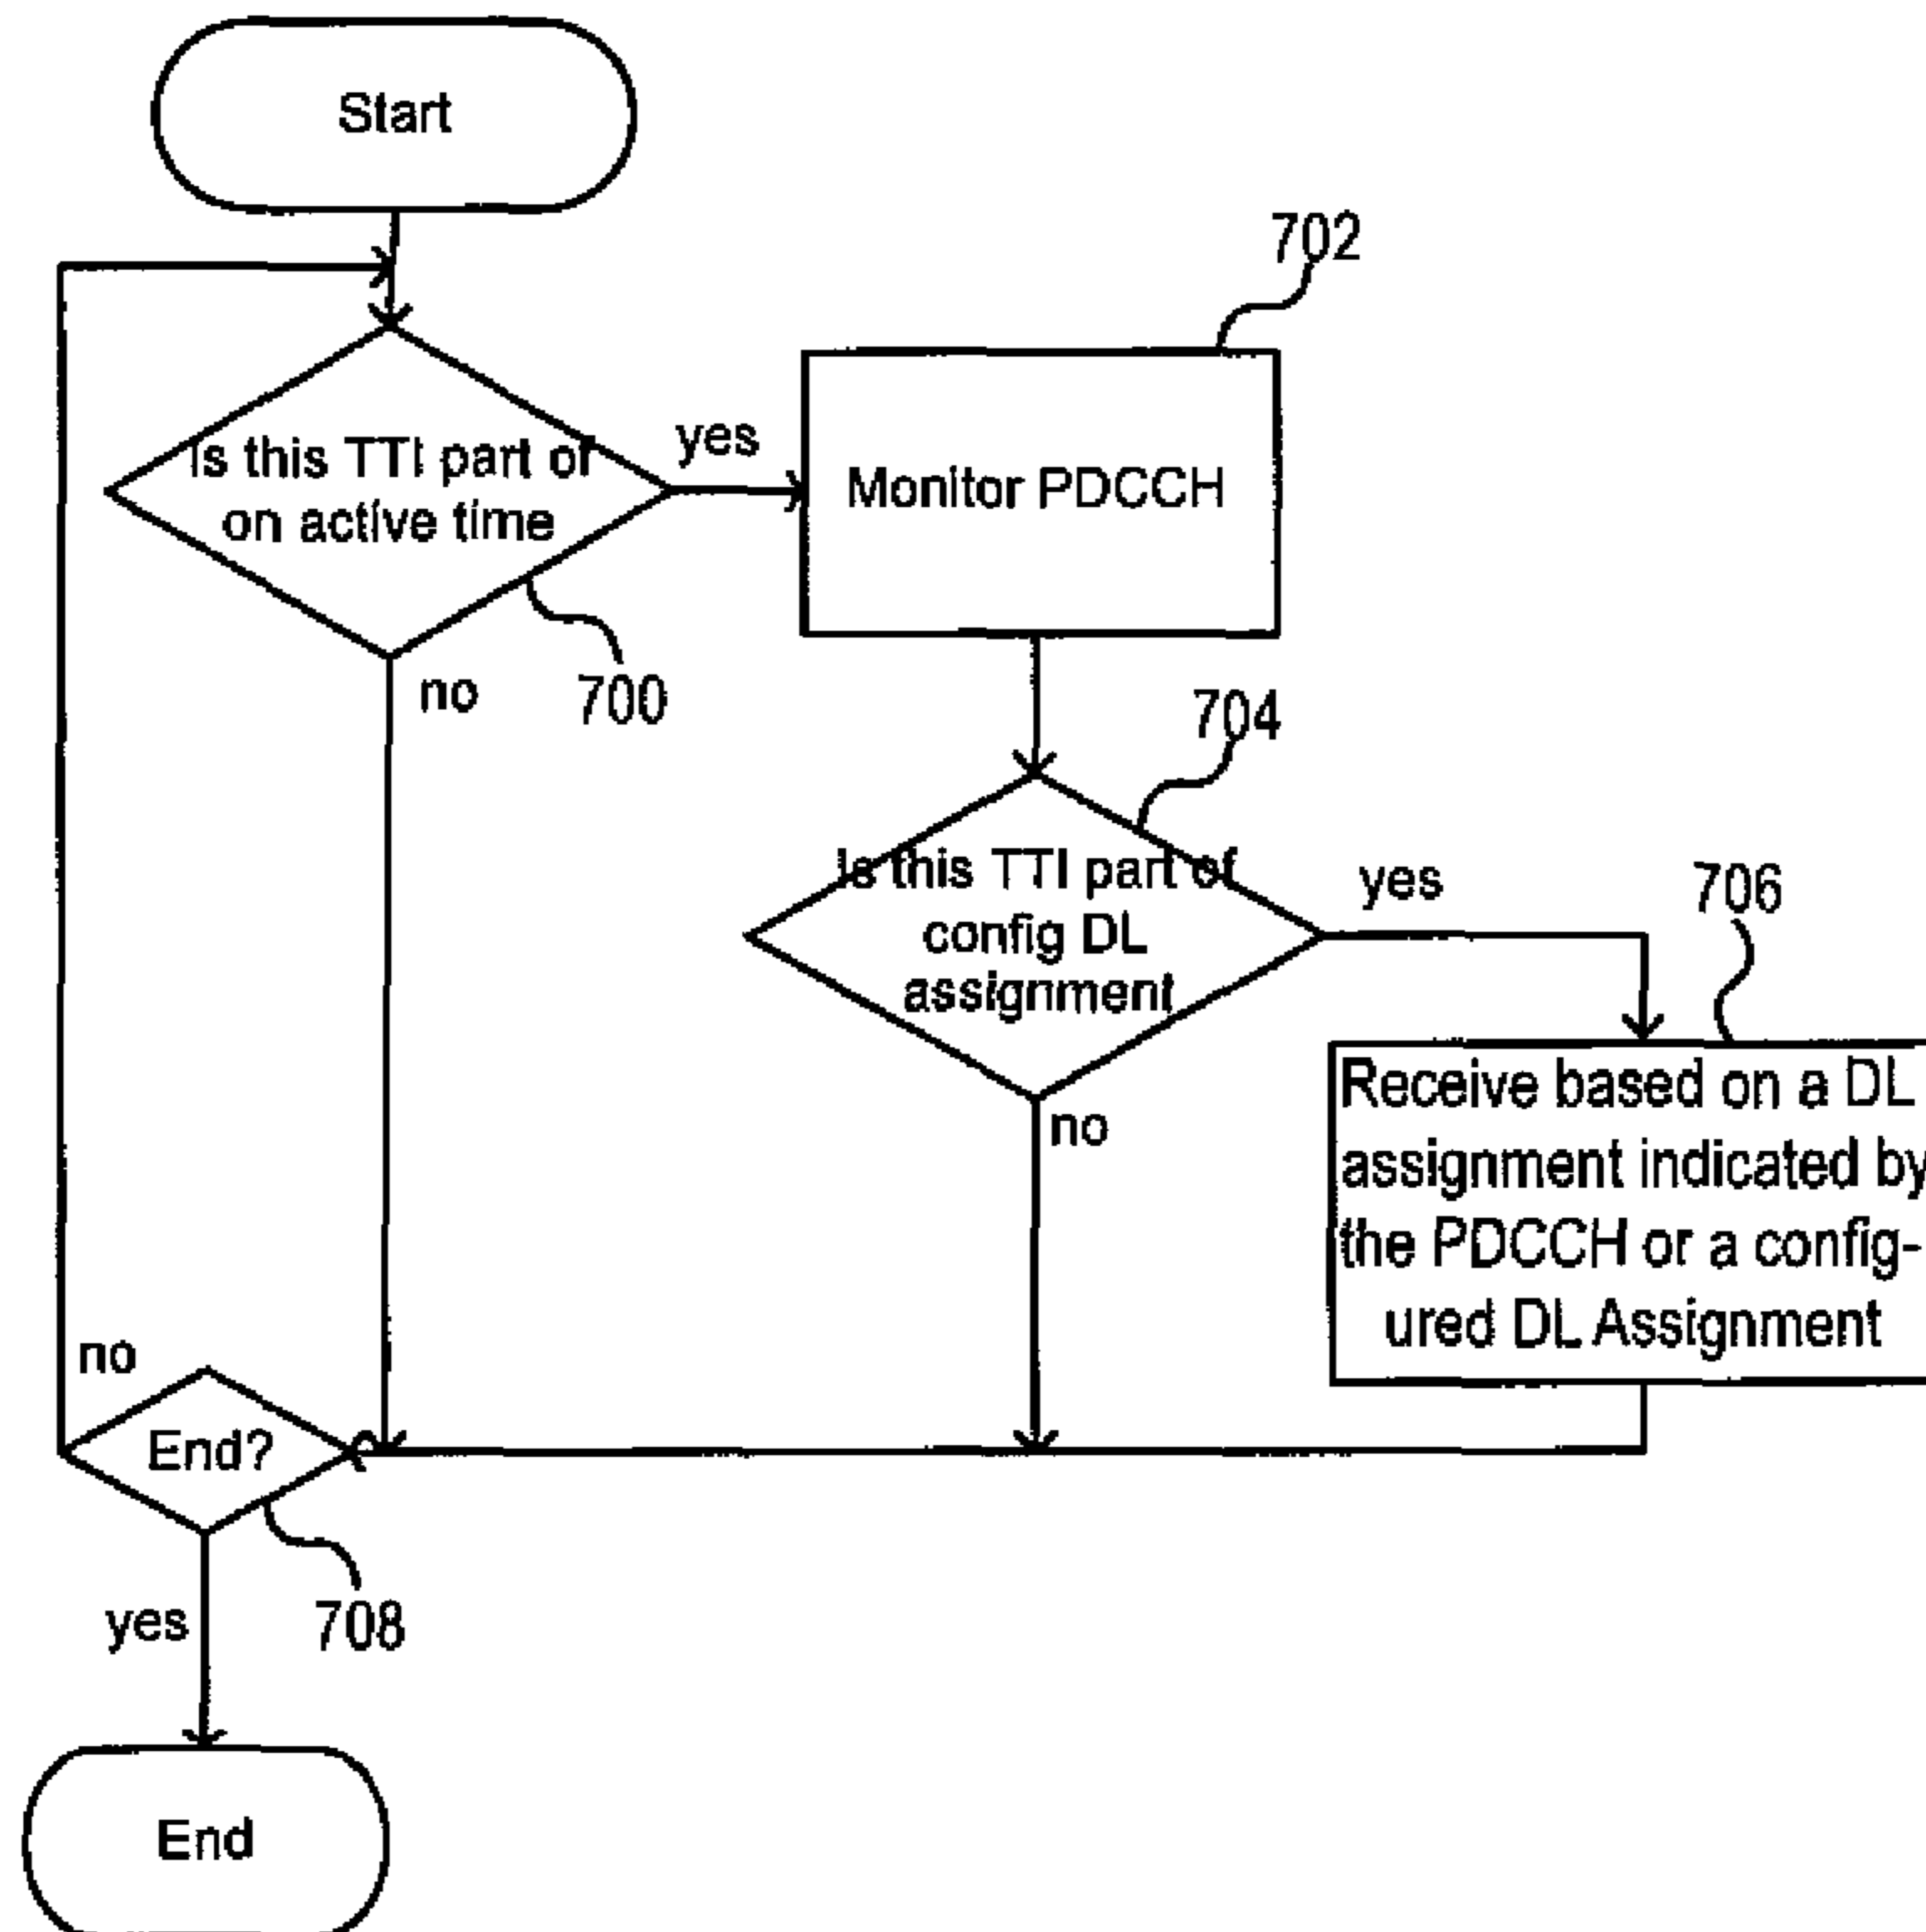 Start
702
Is this TTI part of
on active time
yes
Monitor PDCCH
no
700
704
Is this TTI part of
config DL
assignment
yes
706
no
Receive based on a DL
assignment indicated by
the PDCCH or a config-
ured DL Assignment
no
End?
yes
708
End